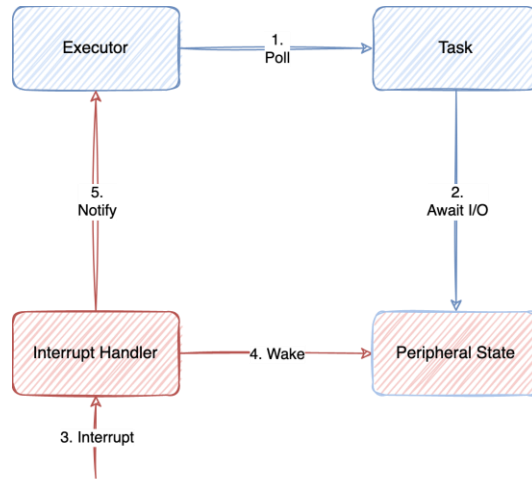 Executor
1.
Poll
Task
5.
Notify
2.
Await I/O
Interrupt Handler
4. Wake
Peripheral State
3. Interrupt